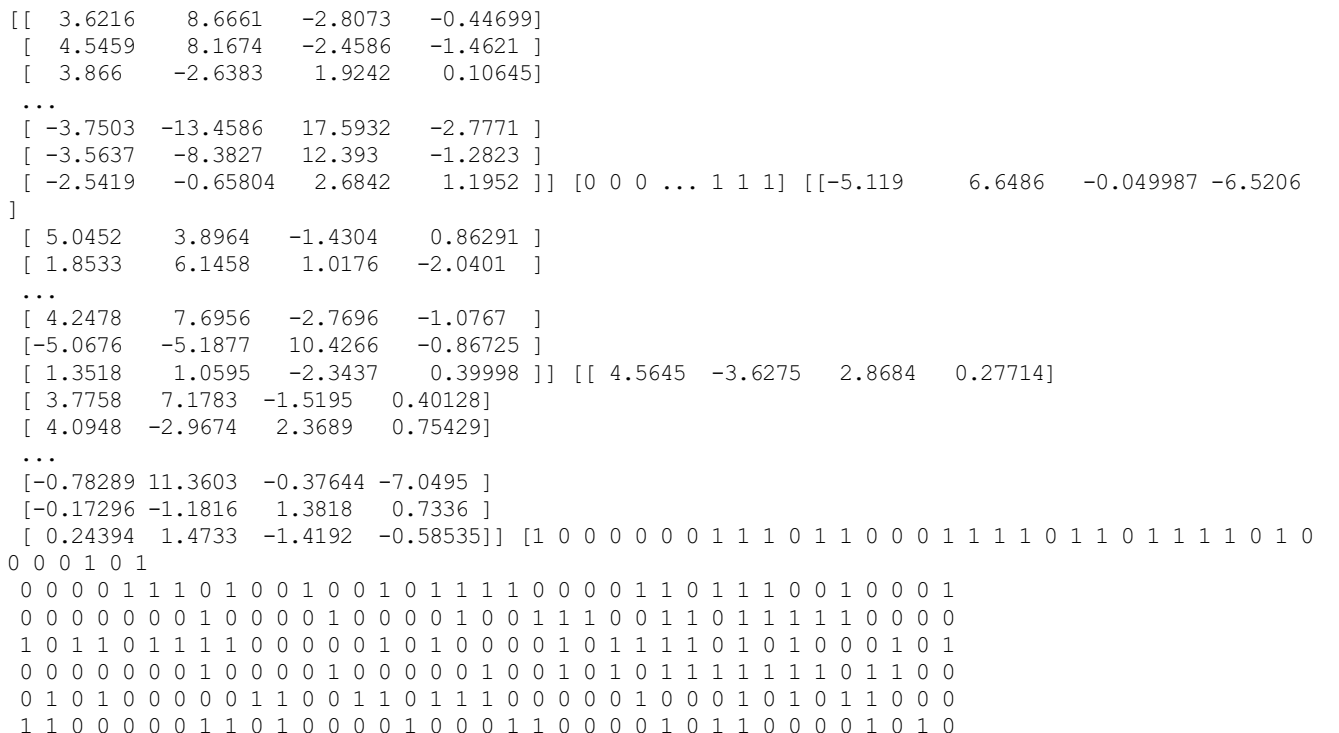 [[ 3.6216 8.6661 -2.8073 -0.44699]
[ 4.5459 8.1674 -2.4586 -1.4621 ]
[ 3.866 -2.6383 1.9242 0.10645]
...
[ -3.7503 -13.4586 17.5932 -2.7771 ]
[ -3.5637 -8.3827 12.393 -1.2823 ]
[ -2.5419 -0.65804 2.6842 1.1952 ]] [0 0 0 ... 1 1 1] [[-5.119 6.6486 -0.049987 -6.5206
]
[ 5.0452 3.8964 -1.4304 0.86291 ]
[ 1.8533 6.1458 1.0176 -2.0401 ]
...
[ 4.2478 7.6956 -2.7696 -1.0767 ]
[-5.0676 -5.1877 10.4266 -0.86725 ]
[ 1.3518 1.0595 -2.3437 0.39998 ]] [[ 4.5645 -3.6275 2.8684 0.27714]
[ 3.7758 7.1783 -1.5195 0.40128]
[ 4.0948 -2.9674 2.3689 0.75429]
...
[-0.78289 11.3603 -0.37644 -7.0495 ]
[-0.17296 -1.1816 1.3818 0.7336 ]
[ 0.24394 1.4733 -1.4192 -0.58535]] [1 0 0 0 0 0 0 1 1 1 0 1 1 0 0 0 1 1 1 1 0 1 1 0 1 1 1 1 0 1 0
0 0 0 1 0 1
0 0 0 0 1 1 1 0 1 0 0 1 0 0 1 0 1 1 1 1 0 0 0 0 1 1 0 1 1 1 0 0 1 0 0 0 1
0 0 0 0 0 0 0 1 0 0 0 0 1 0 0 0 0 1 0 0 1 1 1 0 0 1 1 0 1 1 1 1 1 0 0 0 0
1 0 1 1 0 1 1 1 1 0 0 0 0 0 1 0 1 0 0 0 0 1 0 1 1 1 1 0 1 0 1 0 0 0 1 0 1
0 0 0 0 0 0 0 1 0 0 0 0 1 0 0 0 0 0 1 0 0 1 0 1 0 1 1 1 1 1 1 1 0 1 1 0 0
0 1 0 1 0 0 0 0 0 1 1 0 0 1 1 0 1 1 1 0 0 0 0 0 1 0 0 0 1 0 1 0 1 1 0 0 0
1 1 0 0 0 0 0 1 1 0 1 0 0 0 0 1 0 0 0 1 1 0 0 0 0 1 0 1 1 0 0 0 0 1 0 1 0